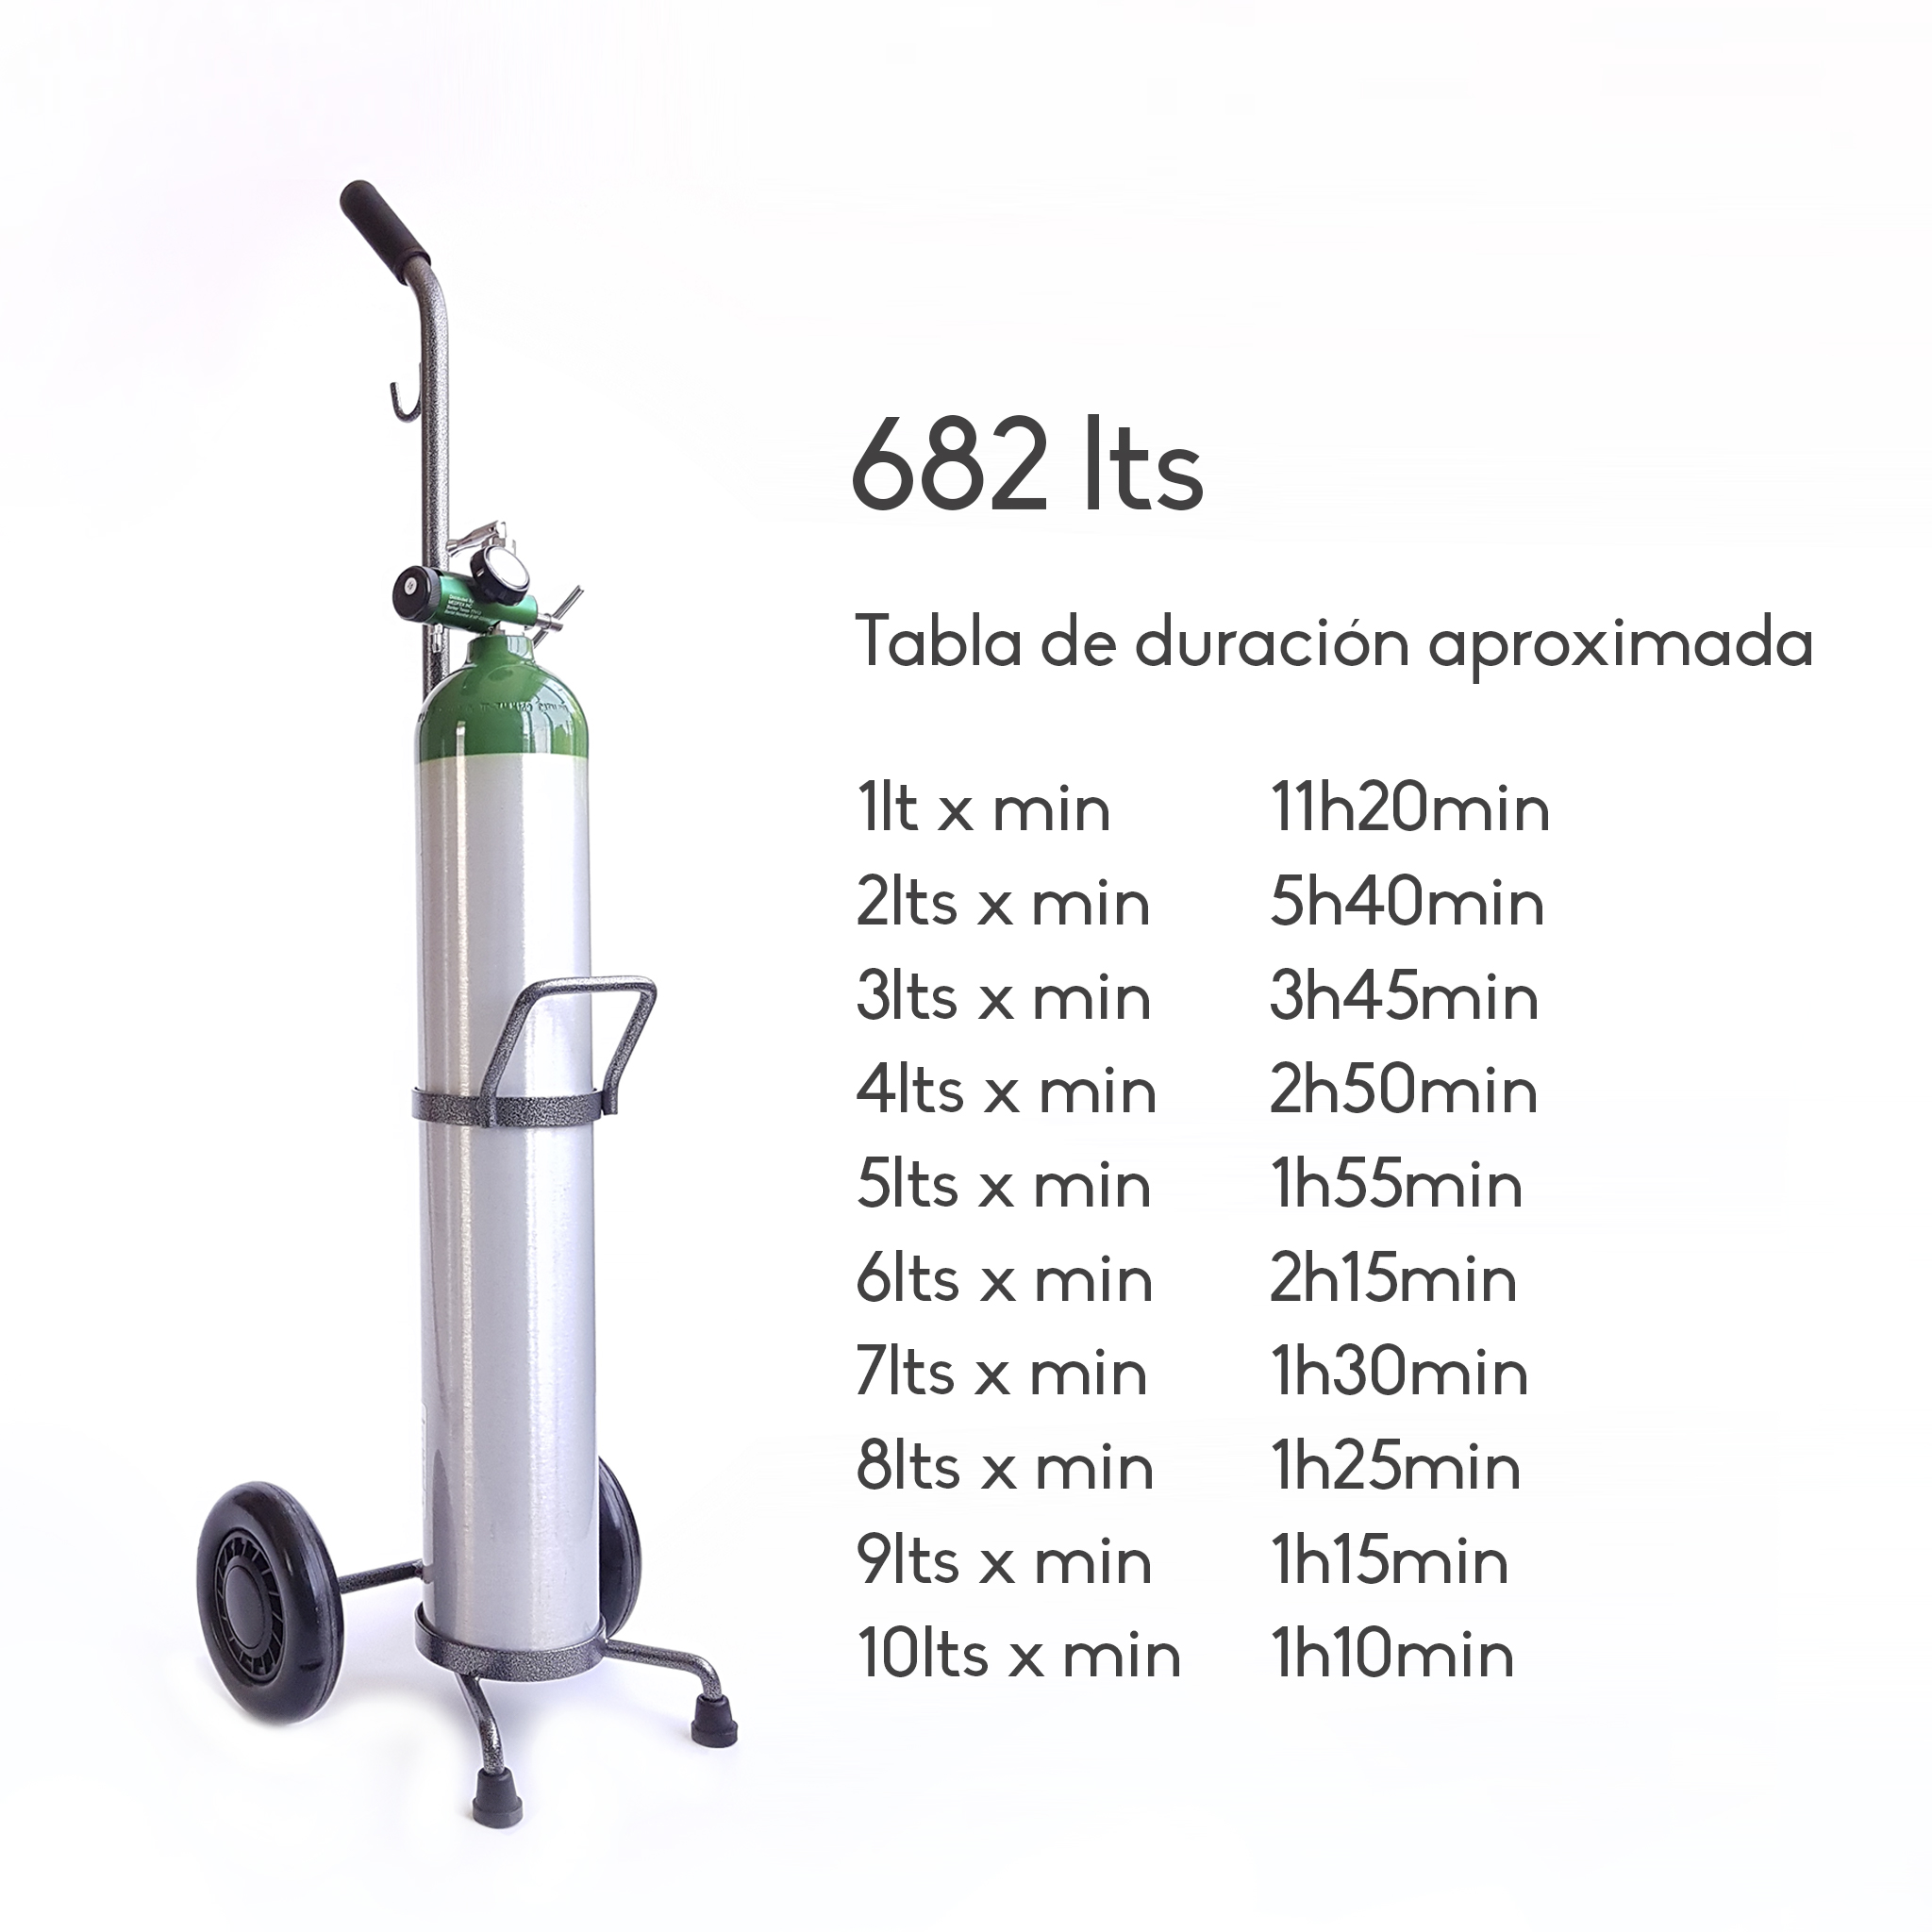 682 lts
Tabla de duración aproximada
1lt x min 11h20min
2lts x min 5h40min
3lts x min 3h45min
4lts x min 2h50min
5lts x min 1h55min
6lts x min 2h15min
7lts x min 1h30min
8lts x min 1h25min
9lts x min 1h15min
10lts x min 1h10min